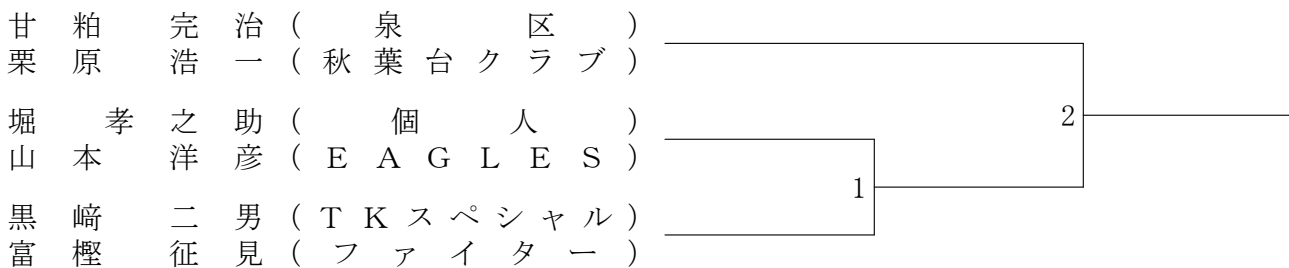 甘粕 完治(泉区)
栗原 浩一(秋葉台クラブ)
堀 孝之助(個人)
山本 洋彦(EAGLES)
黒﨑 二男(TKスペシャル)
富樫 征見(ファイター)
2
1